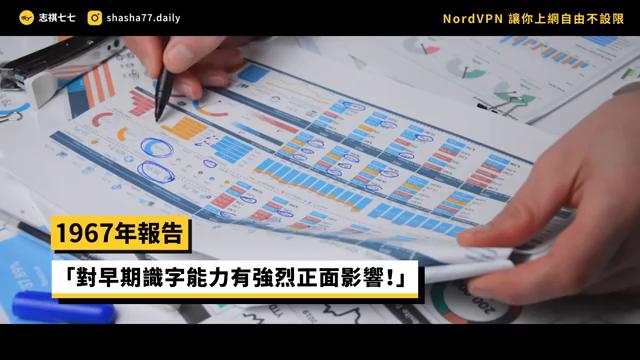 志祺七七
shasha77.daily
NordVPN 讓你上網自由不設限
1967年報告
「對早期識字能力有強烈正面影響!」